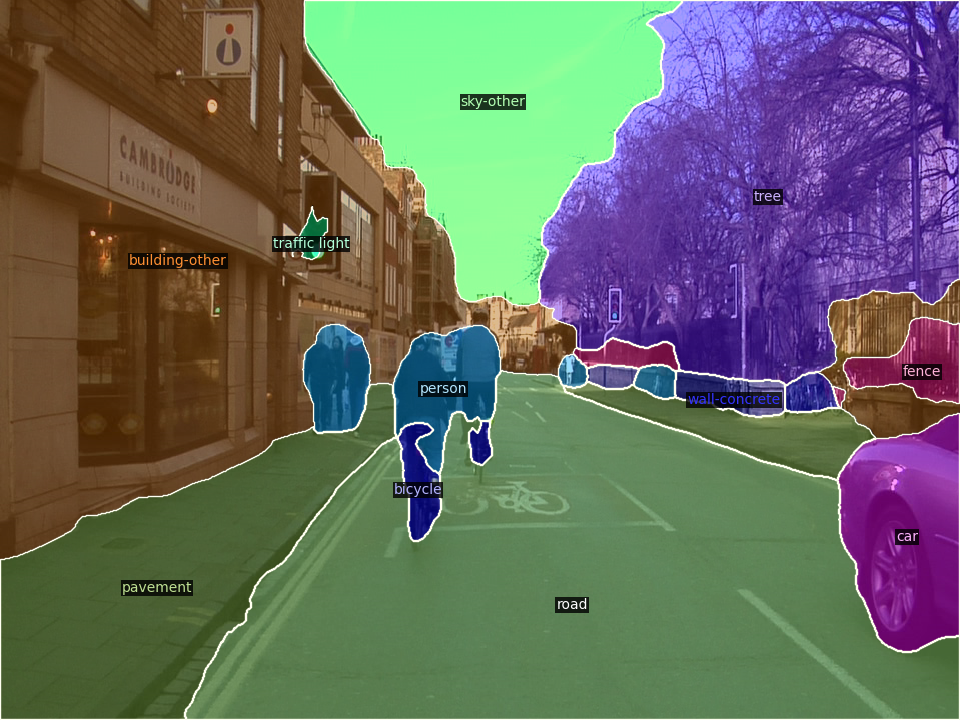 i
CAMBRIDGE
BUILDING SOCIETY
sky-other
tree
traffic light
building-other
fence
person
wall-concrete
bicycle
car
pavement
road